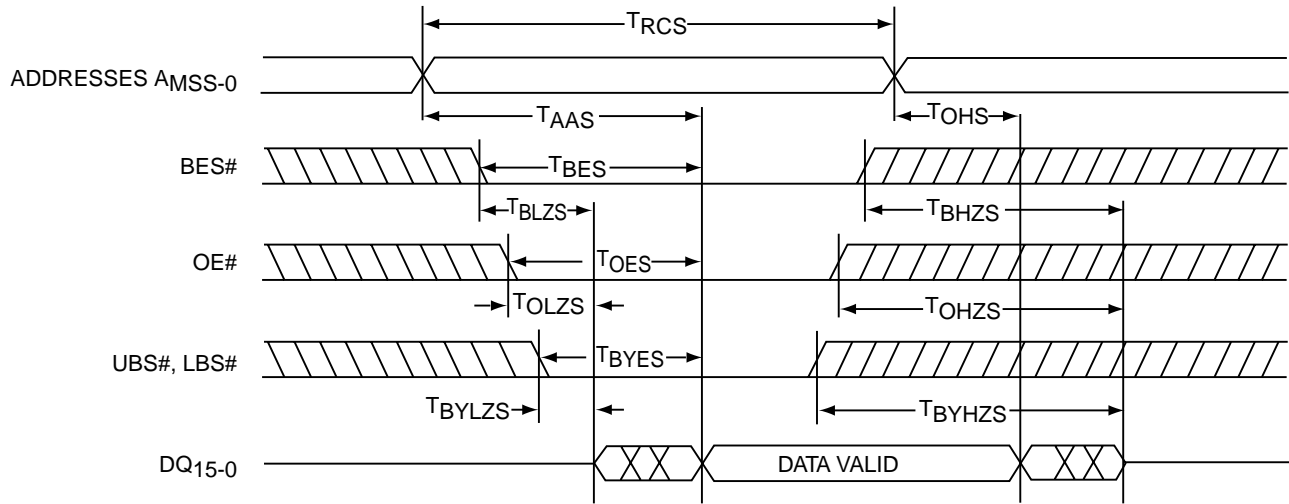 TRCS
ADDRESSES AMSS-0
TAAS
TOHS
BES#
TBES
TBLZS
TBHZS
OE#
TOES
TOLZS
TOHZS
UBS#, LBS#
TBYES
TBYLZS
TBYHZS
DQ15-0
DATA VALID